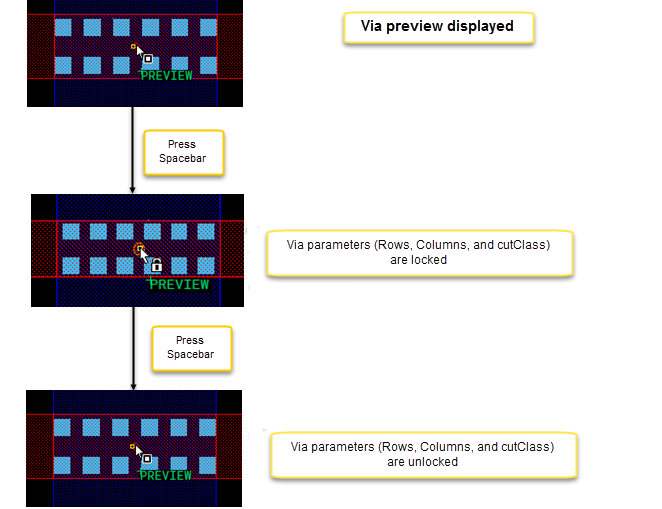 Via preview displayed
PREVIEW
Press
Spacebar
Via parameters (Rows, Columns, and cutClass)
are locked
PREVIEW
Press
Spacebar
Via parameters (Rows, Columns, and cutClass)
are unlocked
PREVIEW